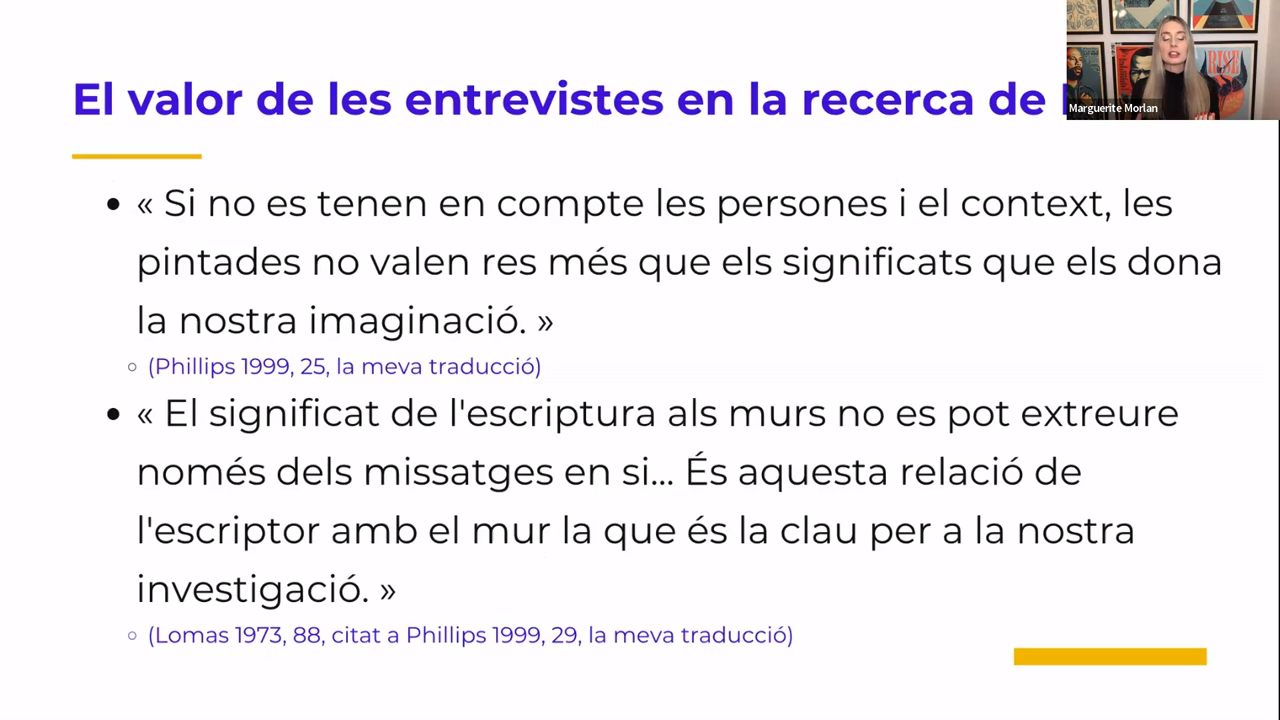 El valor de les entrevistes en la recerca de
Marguerite Morlan
RISE
• « Si no es tenen en compte les persones i el context, les
pintades no valen res més que els significats que els dona
la nostra imaginació. »
○ (Phillips 1999, 25, la meva traducció)
• « El significat de l'escriptura als murs no es pot extreure
només dels missatges en si... És aquesta relació de
l'escriptor amb el mur la que és la clau per a la nostra
investigació. »
○ (Lomas 1973, 88, citat a Phillips 1999, 29, la meva traducció)